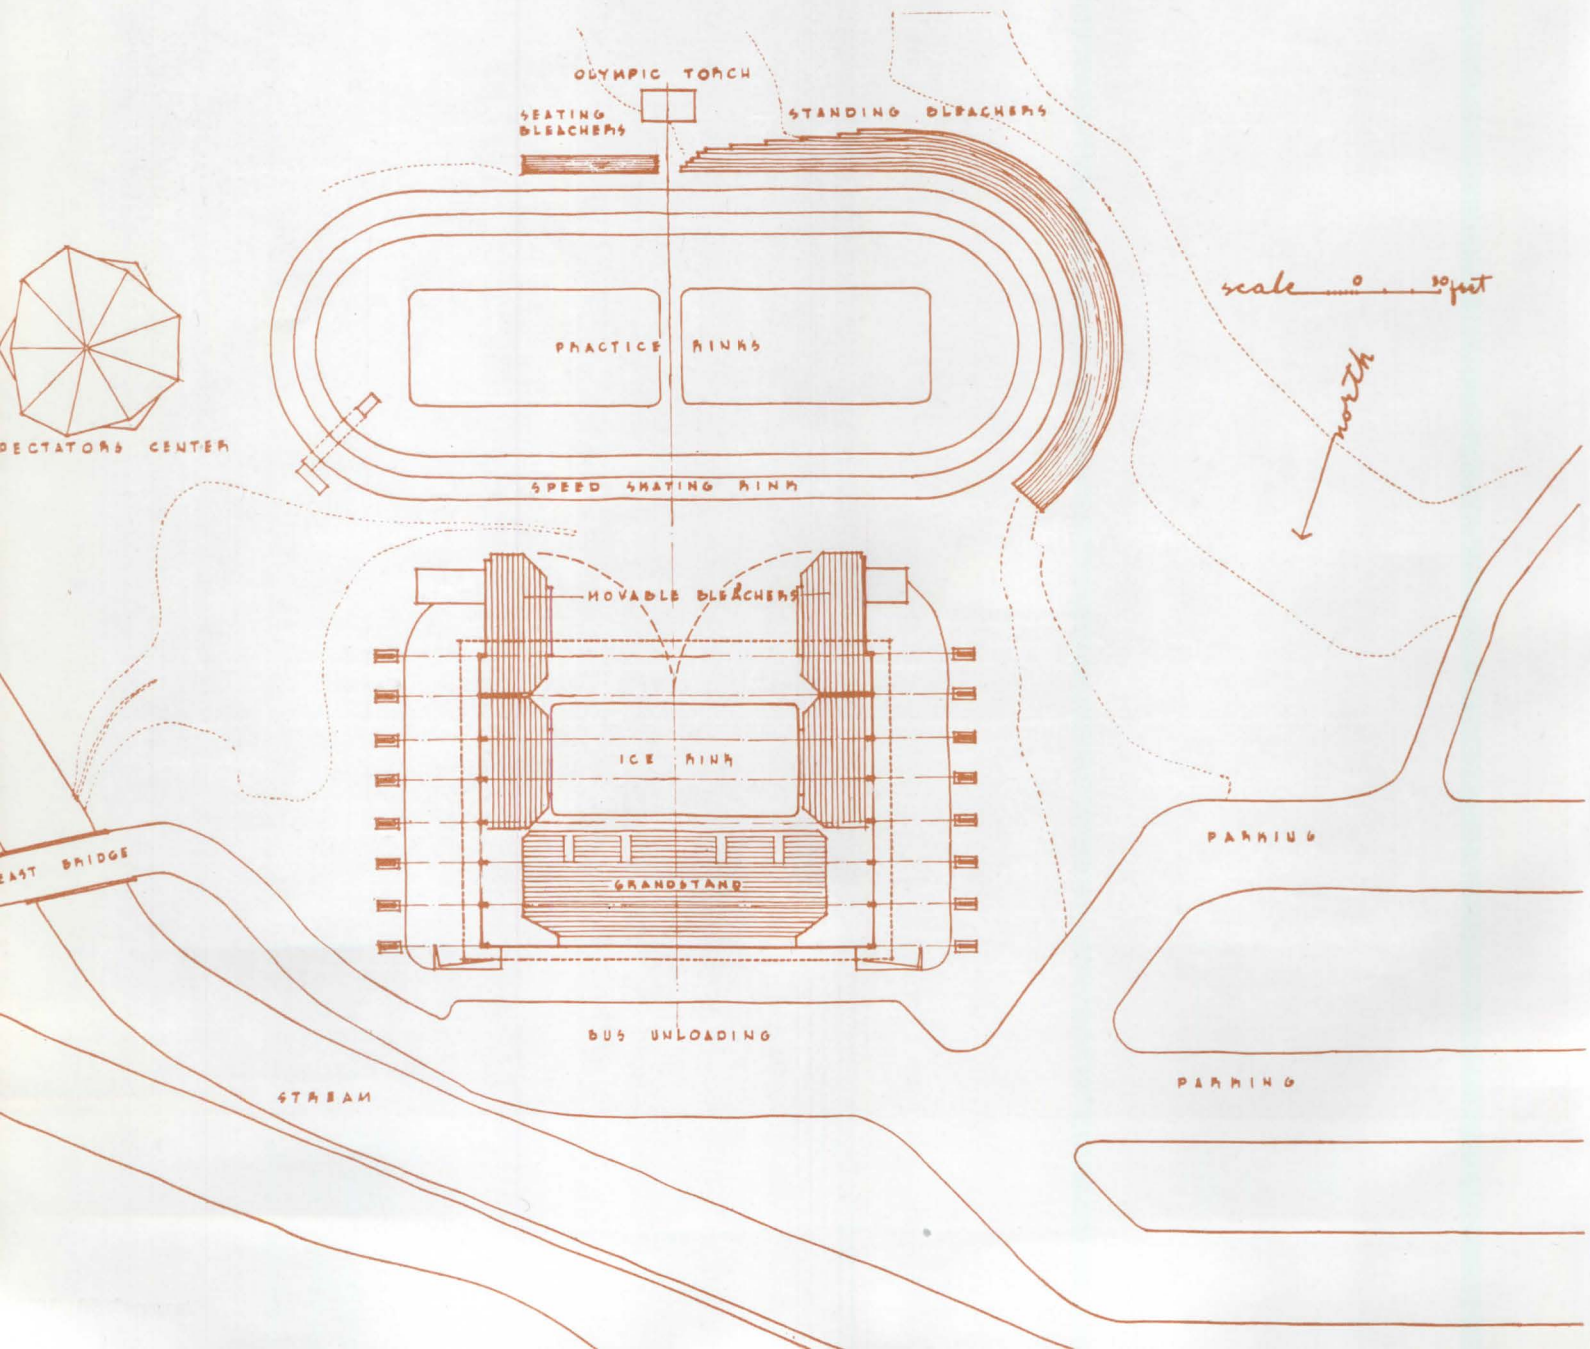 OLYMPIC TORCH
SEATING
BLEACHERS
STANDING BLEACHERS
scale 0 30 feet
PRACTICE RINKS
north
PECTATORS CENTER
SPEED SKATING RINK
MOVABLE BLEACHERS
ICE RINK
PARKING
EAST BRIDGE
GRANDSTAND
BUS UNLOADING
PARKING
STREAM